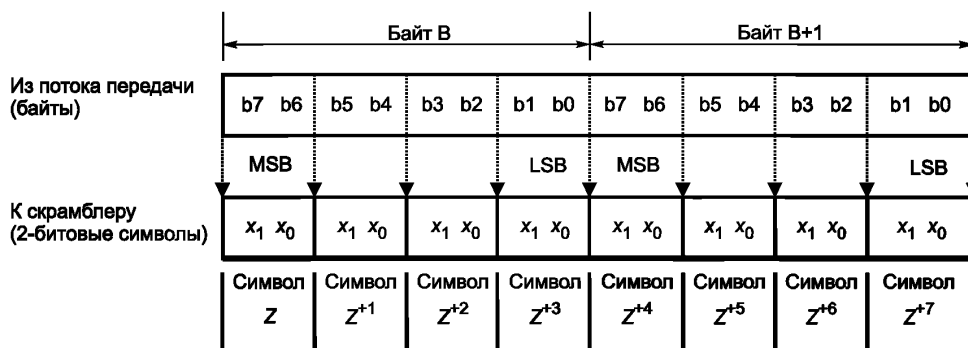 Байт B Байт B+1
Из потока передачи
(байты)
b7 b6 b5 b4 b3 b2 b1 b0 b7 b6 b5 b4 b3 b2 b1 b0
MSB LSB MSB LSB
К скрамблеру
(2-битовые символы)
x₁ x₀ x₁ x₀ x₁ x₀ x₁ x₀ x₁ x₀ x₁ x₀ x₁ x₀ x₁ x₀
Символ Символ Символ Символ Символ Символ Символ Символ
Z Z⁺¹ Z⁺² Z⁺³ Z⁺⁴ Z⁺⁵ Z⁺⁶ Z⁺⁷